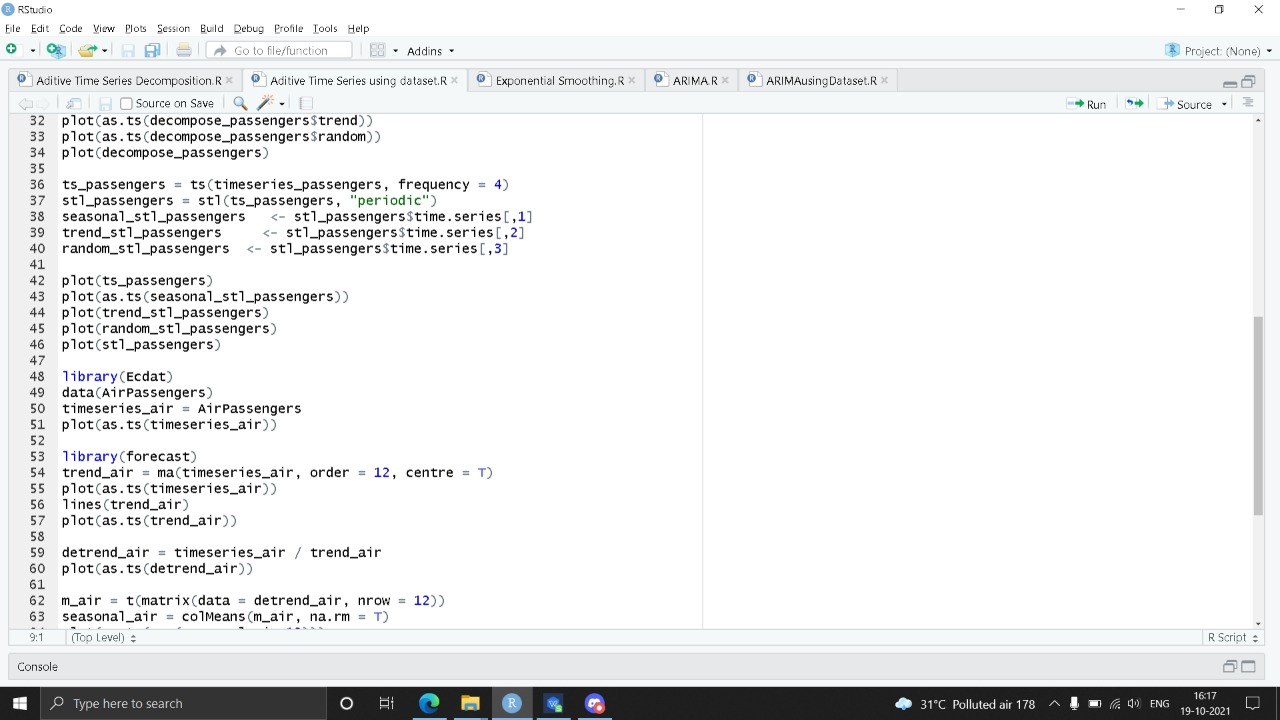 RStudio
File Edit Code View Plots Session Build Debug Profile Tools Help
Go to file/function Addins Project: (None)
Aditive Time Series Decomposition.R Aditive Time Series using dataset.R Exponential Smoothing.R ARIMA.R ARIMAusingDataset.R
Source on Save Run Source
32 plot(as.ts(decompose_passengers$trend))
33 plot(as.ts(decompose_passengers$random))
34 plot(decompose_passengers)
35
36 ts_passengers = ts(timeseries_passengers, frequency = 4)
37 stl_passengers = stl(ts_passengers, "periodic")
38 seasonal_stl_passengers <- stl_passengers$time.series[,1]
39 trend_stl_passengers <- stl_passengers$time.series[,2]
40 random_stl_passengers <- stl_passengers$time.series[,3]
41
42 plot(ts_passengers)
43 plot(as.ts(seasonal_stl_passengers))
44 plot(trend_stl_passengers)
45 plot(random_stl_passengers)
46 plot(stl_passengers)
47
48 library(Ecdat)
49 data(AirPassengers)
50 timeseries_air = AirPassengers
51 plot(as.ts(timeseries_air))
52
53 library(forecast)
54 trend_air = ma(timeseries_air, order = 12, centre = T)
55 plot(as.ts(timeseries_air))
56 lines(trend_air)
57 plot(as.ts(trend_air))
58
59 detrend_air = timeseries_air / trend_air
60 plot(as.ts(detrend_air))
61
62 m_air = t(matrix(data = detrend_air, nrow = 12))
63 seasonal_air = colMeans(m_air, na.rm = T)
9:1 (Top Level) R Script
Console
Type here to search 31°C Polluted air 178 ENG 16:17
19-10-2021